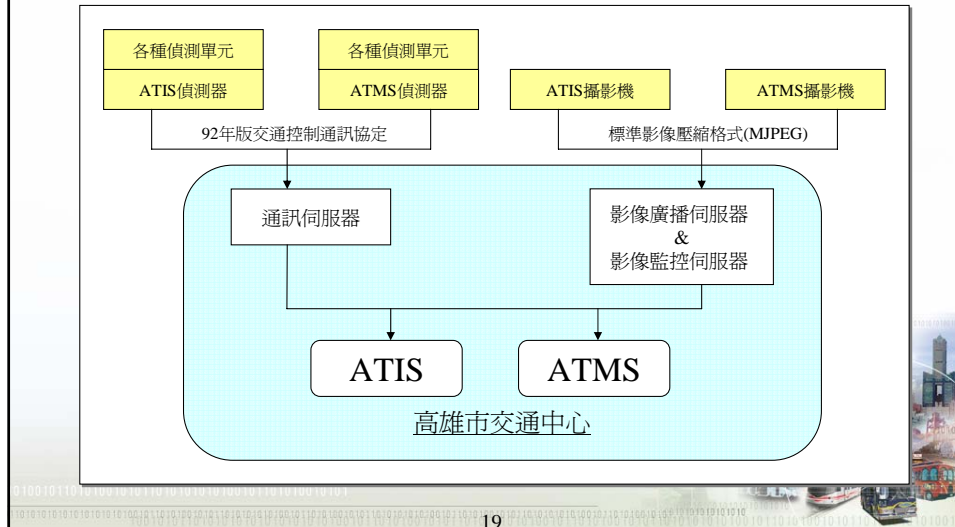 各種偵測單元
ATIS偵測器
各種偵測單元
ATMS偵測器
ATIS攝影機
ATMS攝影機
92年版交通控制通訊協定
標準影像壓縮格式(MJPEG)
通訊伺服器
影像廣播伺服器
&
影像監控伺服器
ATIS
ATMS
高雄市交通中心
19